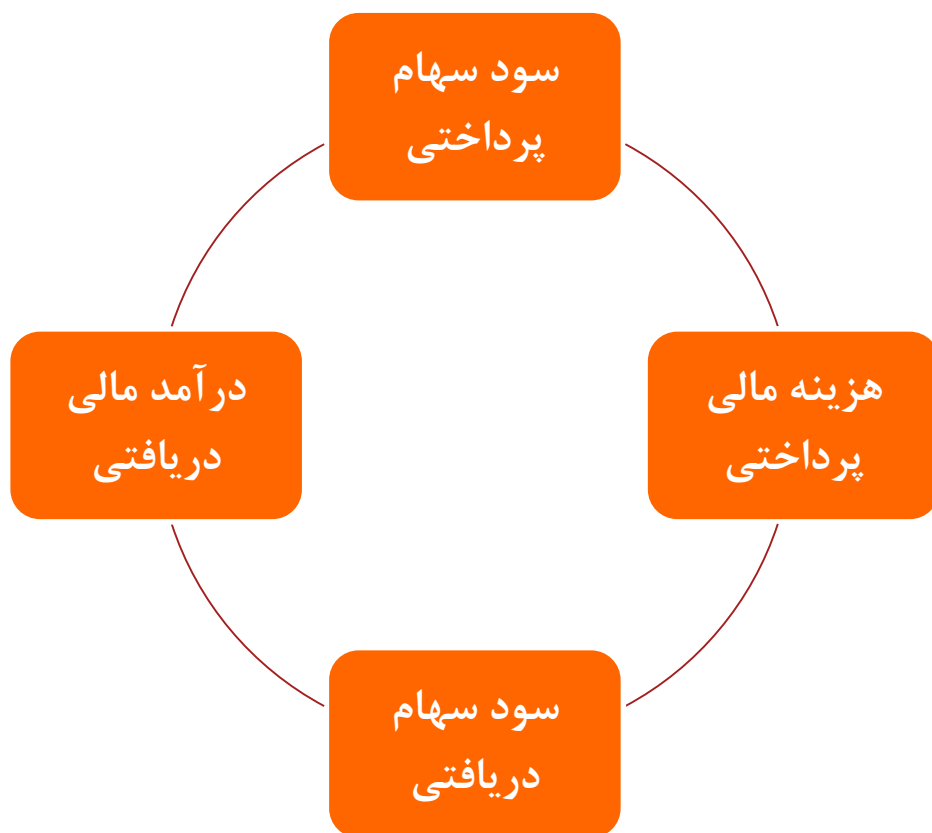 سود سهام
پرداختی
هزینه مالی
پرداختی
سود سهام
دریافتی
درآمد مالی
دریافتی